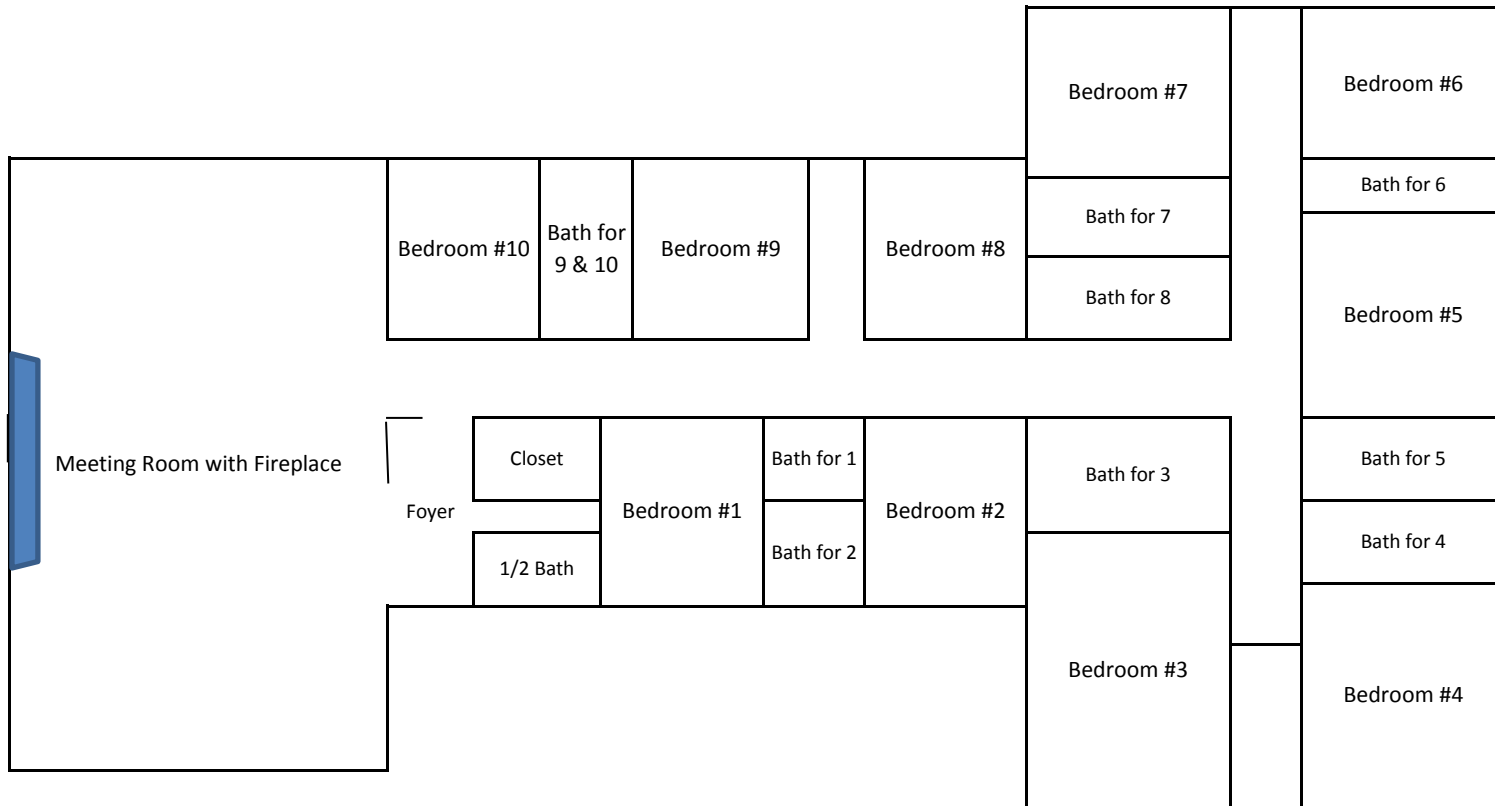 Bedroom #7
Bedroom #6
Bath for 6
Bath for 7
Bedroom #10
Bath for
9 & 10
Bedroom #9
Bedroom #8
Bath for 8
Bedroom #5
Meeting Room with Fireplace
Foyer
Closet
1/2 Bath
Bedroom #1
Bath for 1
Bath for 2
Bedroom #2
Bath for 3
Bath for 5
Bath for 4
Bedroom #3
Bedroom #4